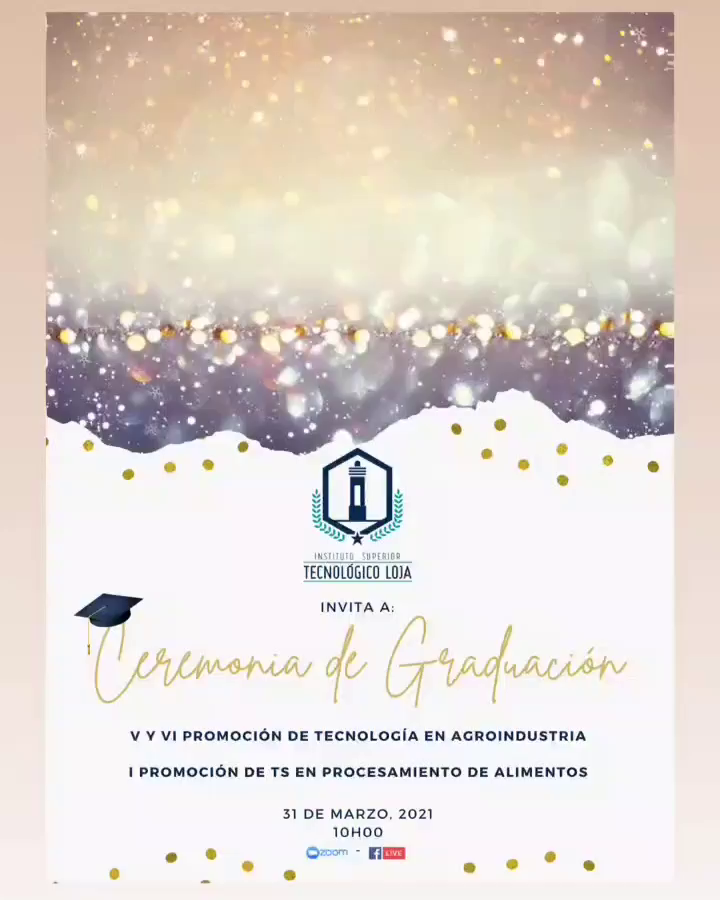 INSTITUTO SUPERIOR
TECNOLÓGICO LOJA
INVITA A:
Ceremonia de Graduación
V Y VI PROMOCIÓN DE TECNOLOGÍA EN AGROINDUSTRIA
I PROMOCIÓN DE TS EN PROCESAMIENTO DE ALIMENTOS
31 DE MARZO, 2021
10H00
zoom - f LIVE